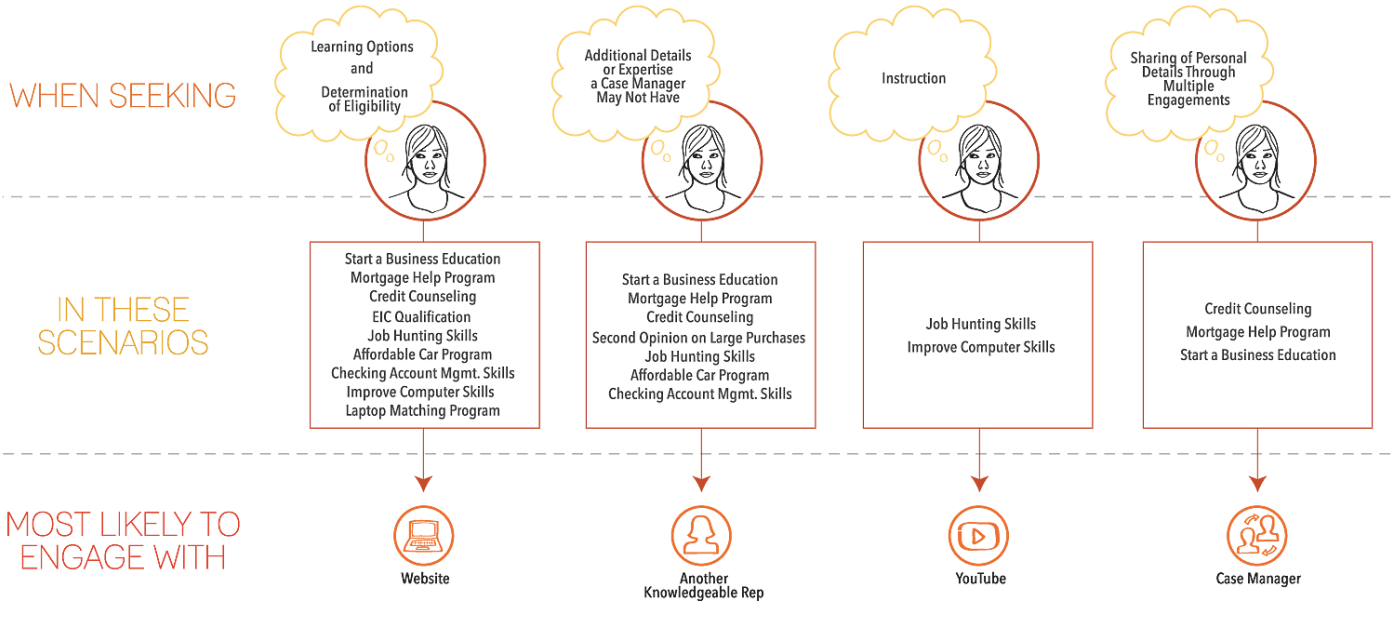 WHEN SEEKING
Learning Options
and
Determination
of Eligibility
Additional Details
or Expertise
a Case Manager
May Not Have
Instruction
Sharing of Personal
Details Through
Multiple
Engagements
IN THESE
SCENARIOS
Start a Business Education
Mortgage Help Program
Credit Counseling
EIC Qualification
Job Hunting Skills
Affordable Car Program
Checking Account Mgmt. Skills
Improve Computer Skills
Laptop Matching Program
Start a Business Education
Mortgage Help Program
Credit Counseling
Second Opinion on Large Purchases
Job Hunting Skills
Affordable Car Program
Checking Account Mgmt. Skills
Job Hunting Skills
Improve Computer Skills
Credit Counseling
Mortgage Help Program
Start a Business Education
MOST LIKELY TO
ENGAGE WITH
Website
Another
Knowledgeable Rep
YouTube
Case Manager